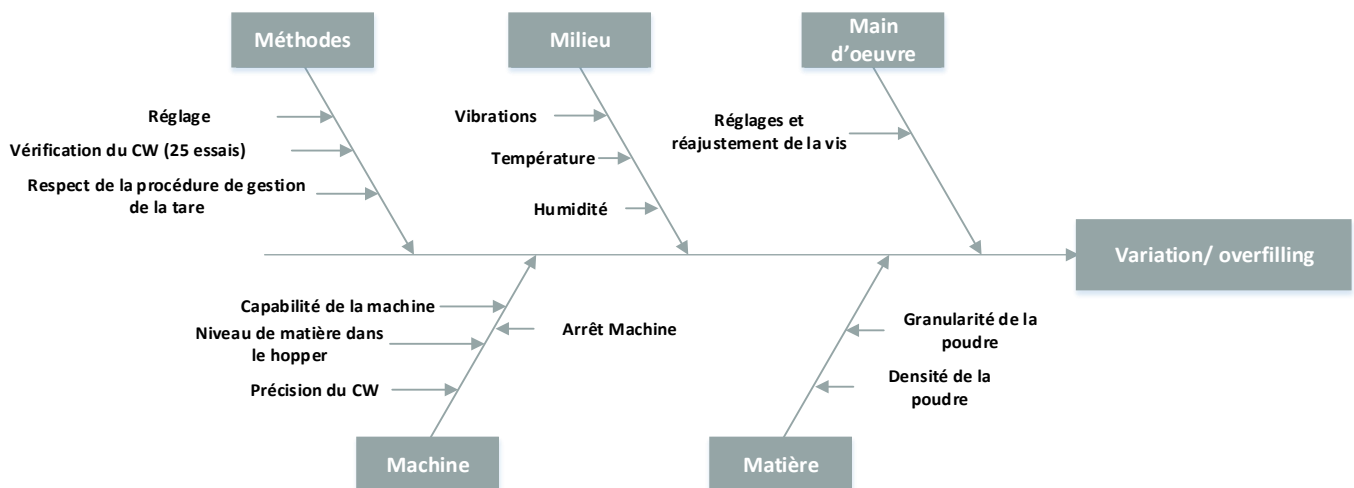 Méthodes
Milieu
Main
d'oeuvre
Réglage
Vérification du CW (25 essais)
Respect de la procédure de gestion
de la tare
Vibrations
Température
Humidité
Réglages et
réajustement de la vis
Variation/ overfilling
Capabilité de la machine
Niveau de matière dans
le hopper
Précision du CW
Arrêt Machine
Granularité de la
poudre
Densité de la
poudre
Machine
Matière